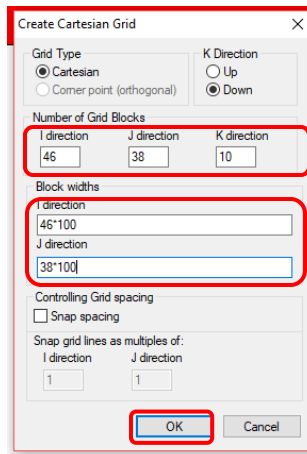 Create Cartesian Grid
Grid Type K Direction
Cartesian Up
Corner point (orthogonal) Down
Number of Grid Blocks
I direction J direction K direction
46 38 10
Block widths
I direction
46*100
J direction
38*100
Controlling Grid spacing
Snap spacing
Snap grid lines as multiples of:
I direction J direction
1 1
OK Cancel